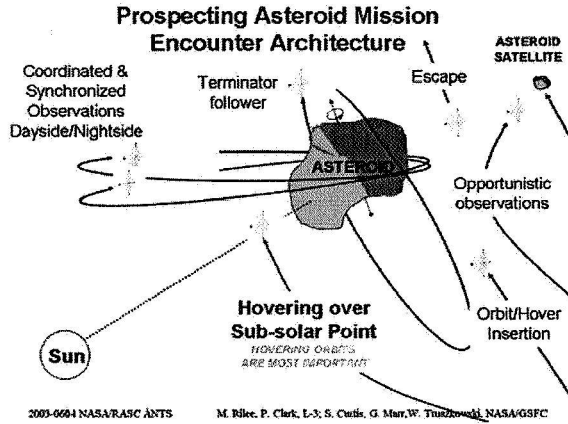 Prospecting Asteroid Mission
Encounter Architecture
ASTEROID
SATELLITE
Coordinated &
Synchronized
Observations
Dayside/Nightside
Terminator
follower
Escape
ASTEROID
Opportunistic
observations
Hovering over
Sub-solar Point
HOVERING ORBITS
ARE MOST IMPORTANT
Orbit/Hover
Insertion
Sun
2003-0604 NASA/RASC ANTS
M. Rilee, P. Clark, L-3; S. Curtis, G. Marr, W. Truszkowski, NASA/GSFC